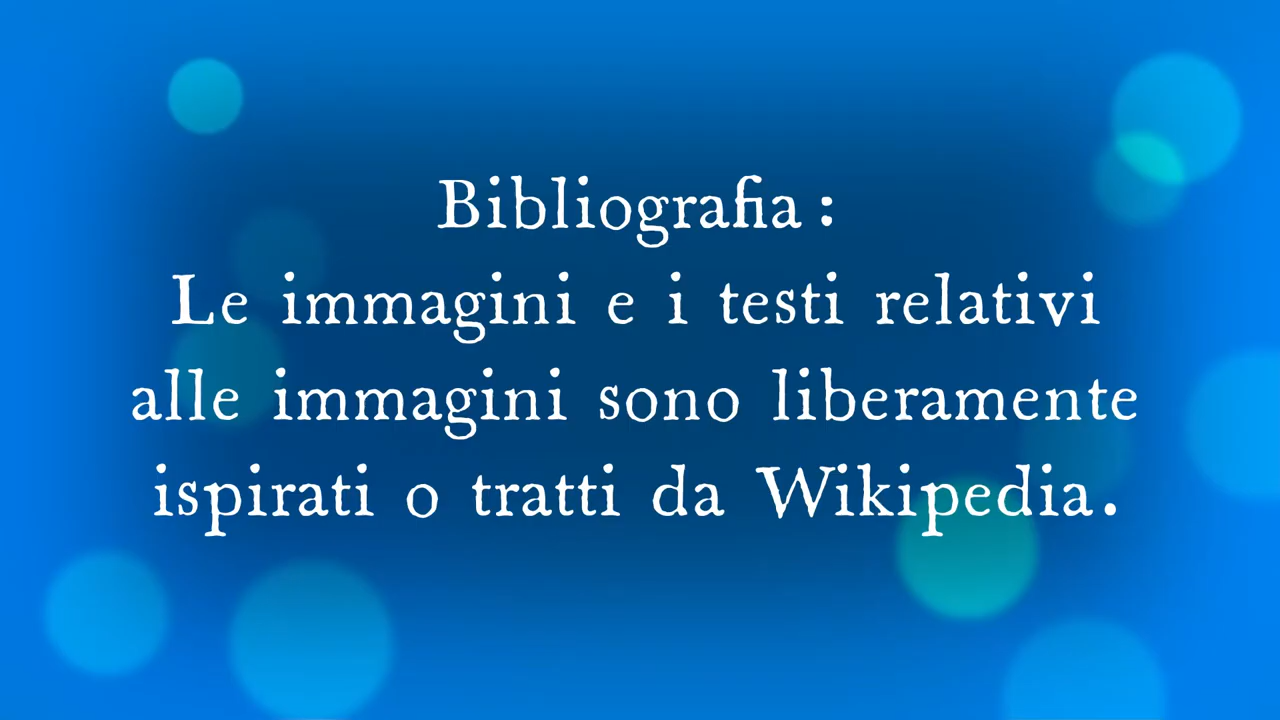 Bibliografia :
Le immagini e i testi relativi
alle immagini sono liberamente
ispirati o tratti da Wikipedia.